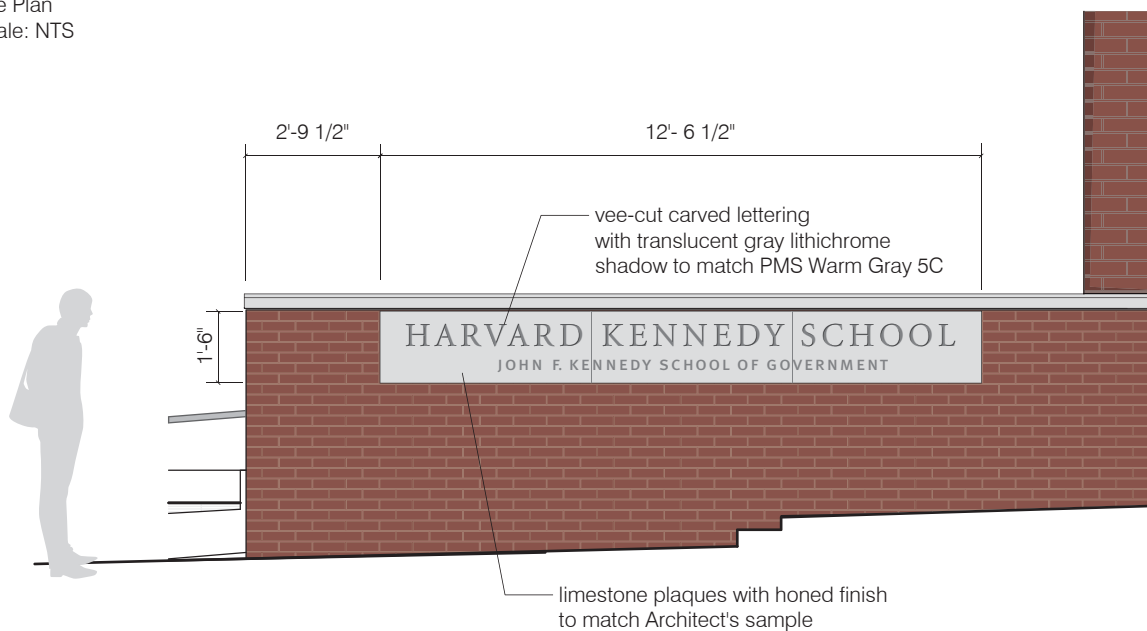 e Plan
ale: NTS
2'-9 1/2"
12'- 6 1/2"
vee-cut carved lettering
with translucent gray lithichrome
shadow to match PMS Warm Gray 5C
1'-6"
HARVARD KENNEDY SCHOOL
JOHN F. KENNEDY SCHOOL OF GOVERNMENT
limestone plaques with honed finish
to match Architect's sample